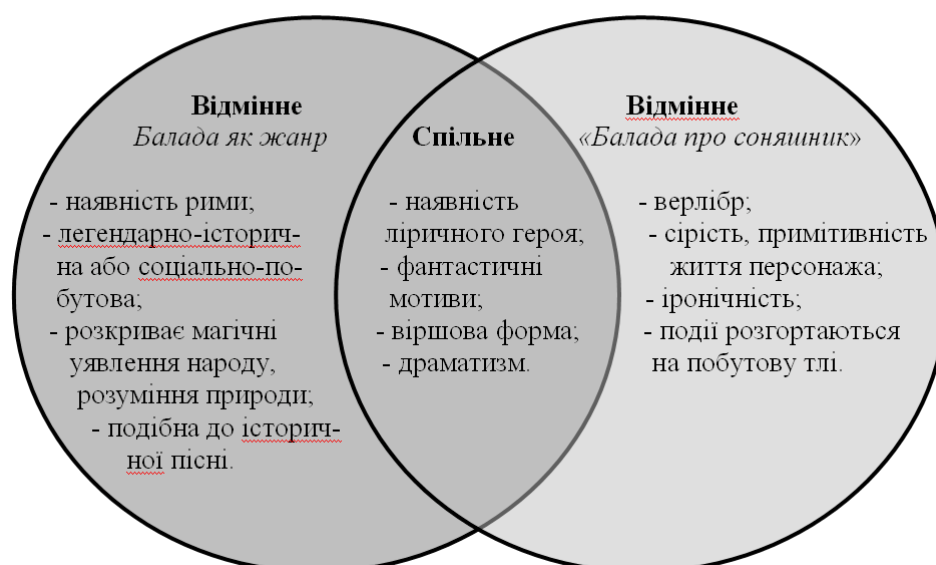 Відмінне
Балада як жанр
- наявність рими;
- легендарно-історич-
на або соціально-по-
бутова;
- розкриває магічні
уявлення народу,
розуміння природи;
- подібна до історич-
ної пісні.
Спільне
- наявність
ліричного героя;
- фантастичні
мотиви;
- віршова форма;
- драматизм.
Відмінне
«Балада про соняшник»
- верлібр;
- сірість, примітивність
життя персонажа;
- іронічність;
- події розгортаються
на побутову тлі.